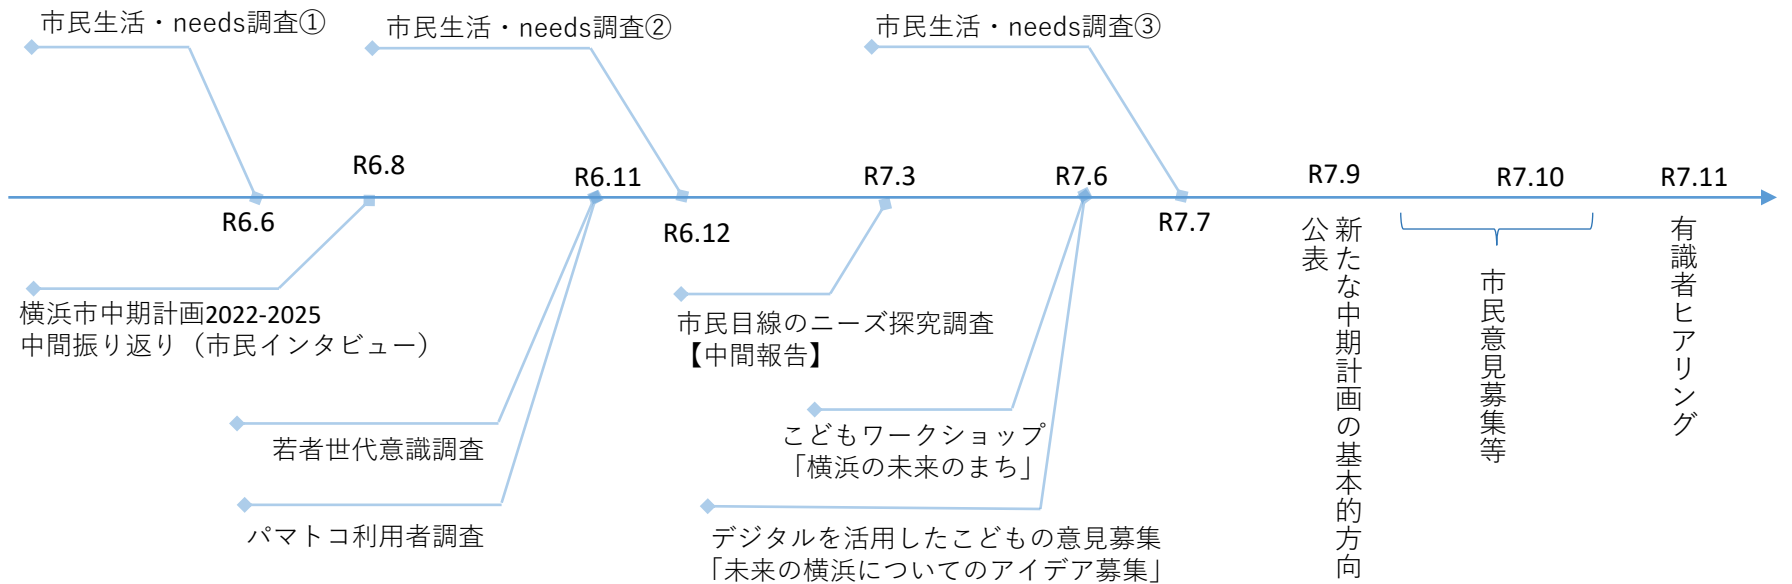 市民生活・needs調査①
市民生活・needs調査②
市民生活・needs調査③
R6.8
R6.11
R7.3
R7.6
R7.9
R7.10
R7.11
R6.6
R6.12
R7.7
横浜市中期計画2022-2025
中間振り返り（市民インタビュー）
若者世代意識調査
パマトコ利用者調査
市民目線のニーズ探究調査
【中間報告】
こどもワークショップ
「横浜の未来のまち」
デジタルを活用したこどもの意見募集
「未来の横浜についてのアイデア募集」
新たな中期計画の基本的方向
公表
市民意見募集等
有識者ヒアリング